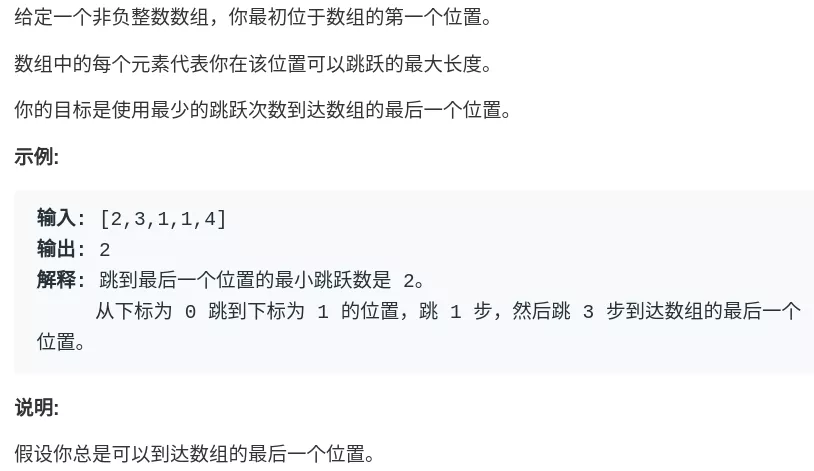 给定一个非负整数数组，你最初位于数组的第一个位置。
数组中的每个元素代表你在该位置可以跳跃的最大长度。
你的目标是使用最少的跳跃次数到达数组的最后一个位置。
示例:
输入: [2,3,1,1,4]
输出: 2
解释: 跳到最后一个位置的最小跳跃数是 2。
从下标为 0 跳到下标为 1 的位置，跳 1 步，然后跳 3 步到达数组的最后一个
位置。
说明:
假设你总是可以到达数组的最后一个位置。